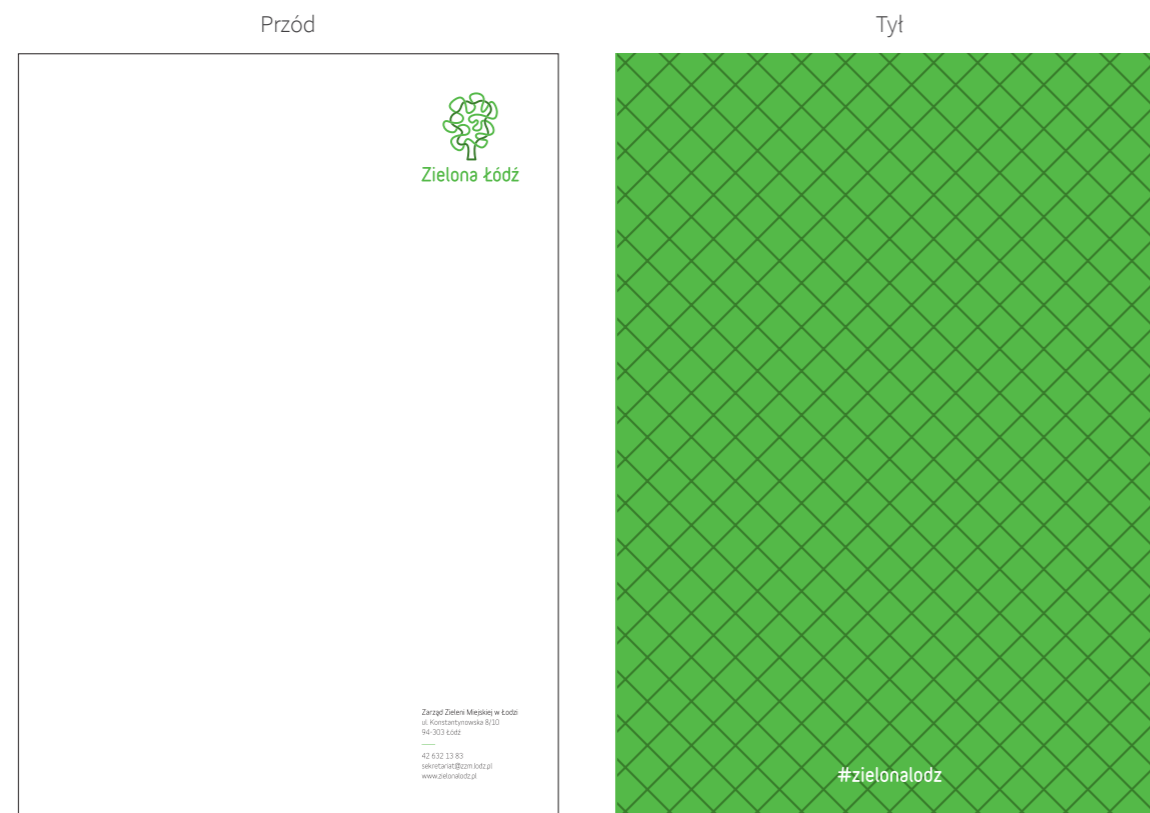 Przód
Tył
Zielona Łódź
Zarząd Zieleni Miejskiej w Łodzi
ul. Konstantynowska 8/10
94-303 Łódź
42 632 13 83
sekretariat@zzm.lodz.pl
www.zielonalodz.pl
#zielonalodz